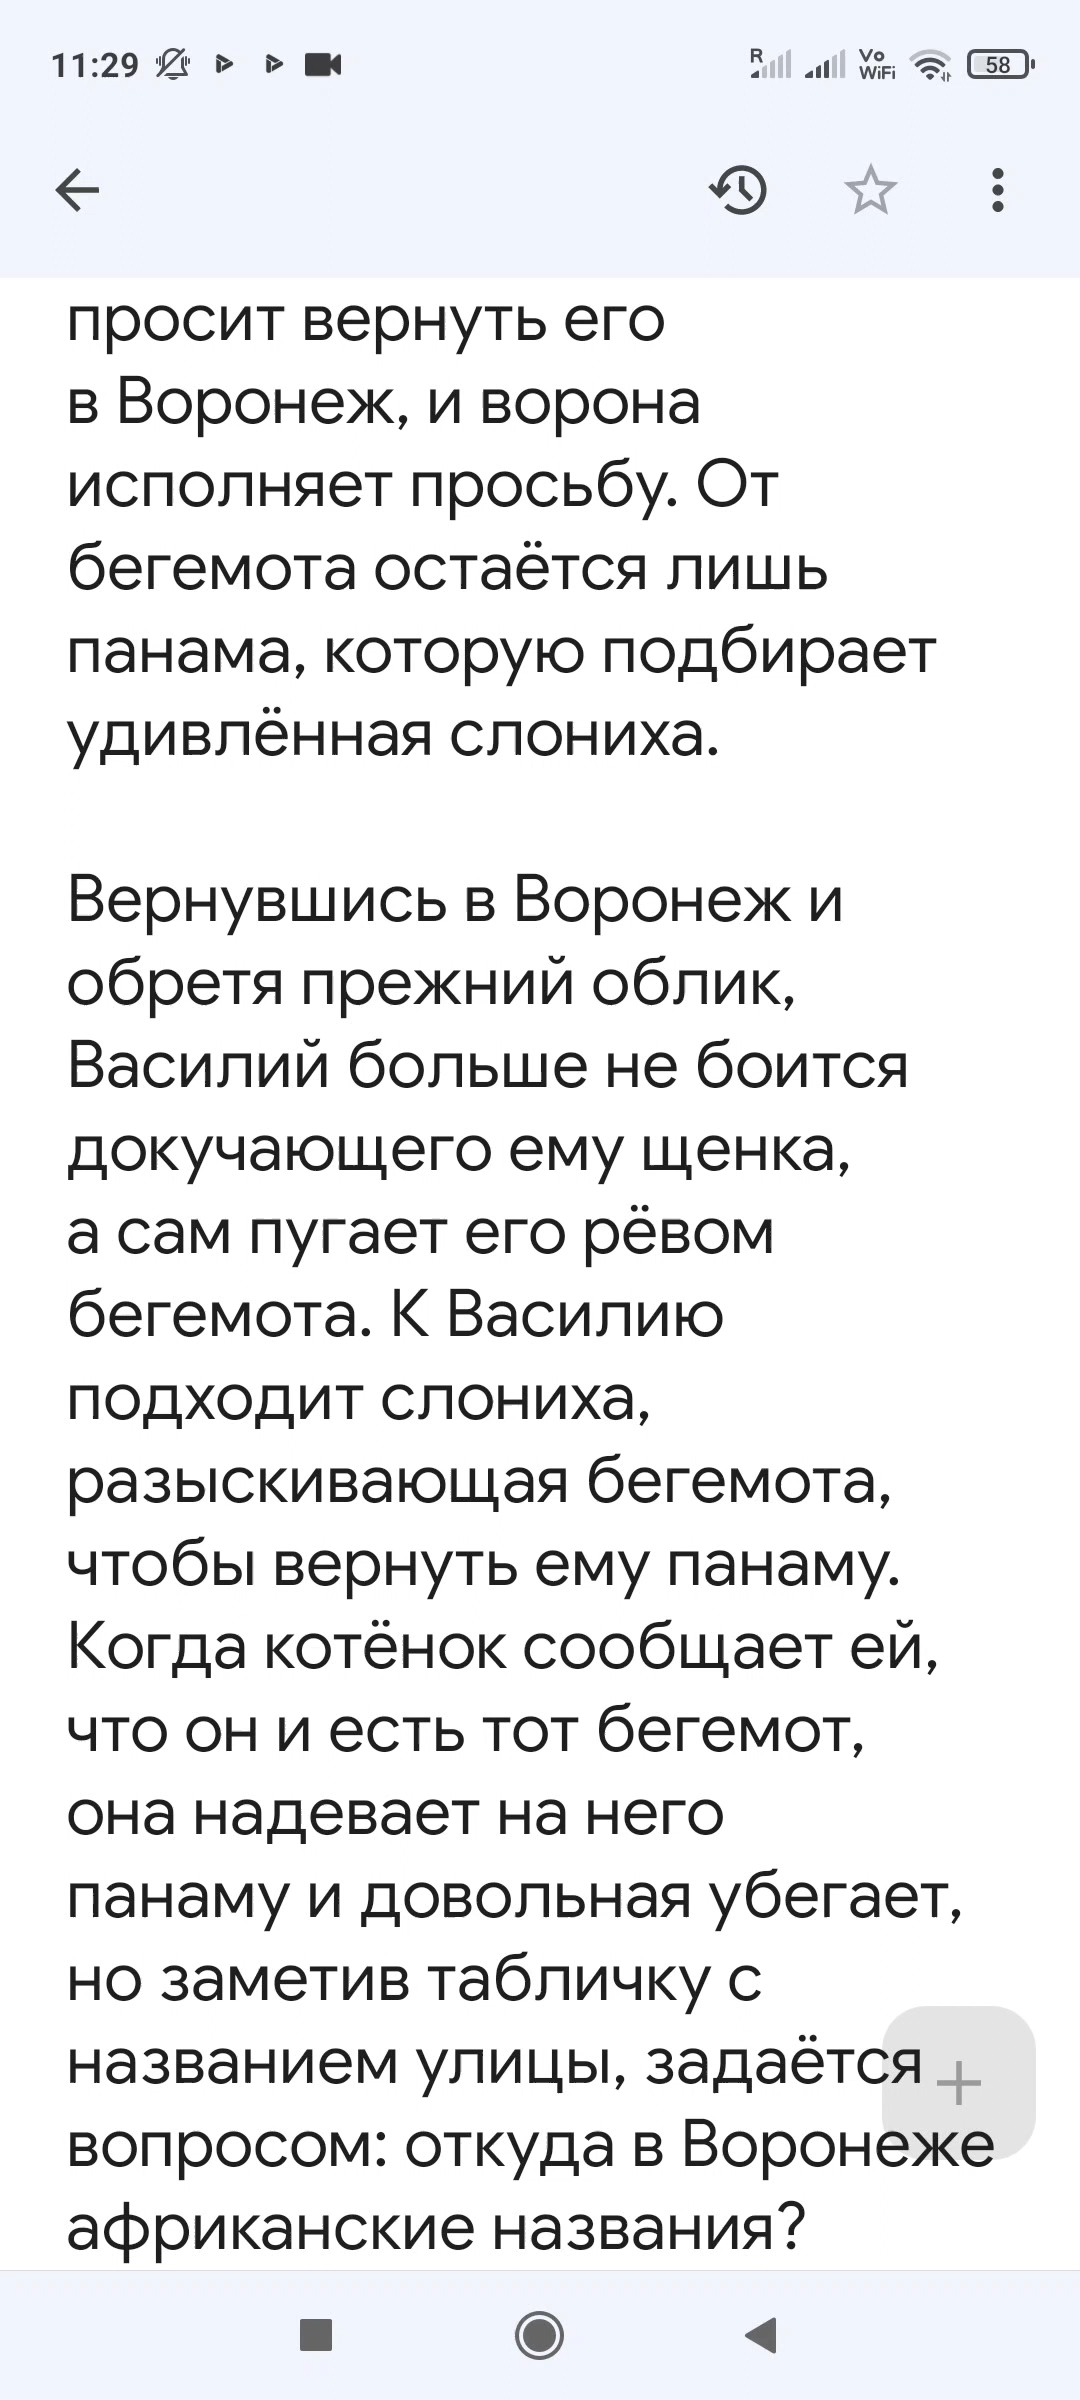 11:29
R
Vo
WiFi
58
просит вернуть его
в Воронеж, и ворона
исполняет просьбу. От
бегемота остаётся лишь
панама, которую подбирает
удивлённая слониха.
Вернувшись в Воронеж и
обретя прежний облик,
Василий больше не боится
докучающего ему щенка,
а сам пугает его рёвом
бегемота. К Василию
подходит слониха,
разыскивающая бегемота,
чтобы вернуть ему панаму.
Когда котёнок сообщает ей,
что он и есть тот бегемот,
она надевает на него
панаму и довольная убегает,
но заметив табличку с
названием улицы, задаётся
вопросом: откуда в Воронеже
африканские названия?